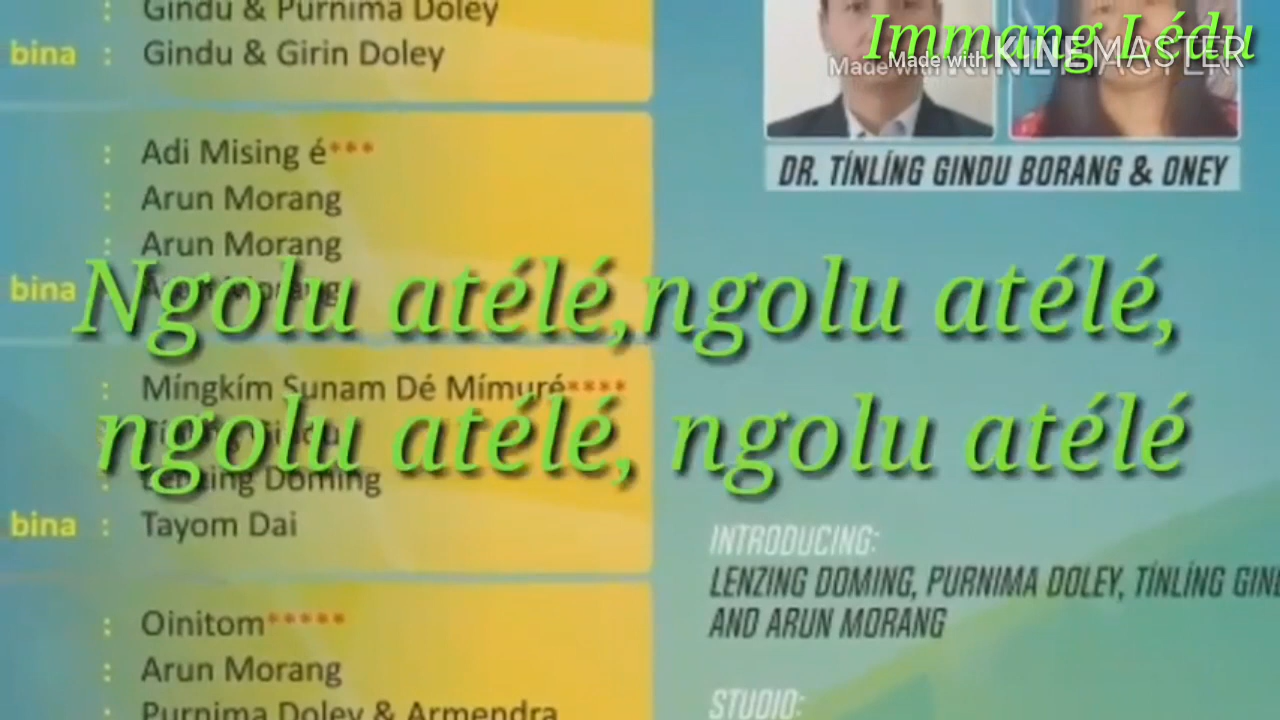 Gindu & Purnima Doley
bina : Gindu & Girin Doley
: Adi Mising é***
: Arun Morang
: Arun Morang
bina
: Míngkím Sunam Dé Mímuré****
Doming
bina : Tayom Dai
: Oinitom*****
: Arun Morang
: Purnima Doley & Armendra
Immang Lédu
Made with KINEMASTER
Made with KINEMASTER
DR. TÍNLÍNG GINDU BORANG & ONEY
Ngolu atélé,ngolu atélé,
ngolu atélé, ngolu atélé
INTRODUCING:
LENZING DOMING, PURNIMA DOLEY, TÍNLÍNG GIN
AND ARUN MORANG
STUDIO: